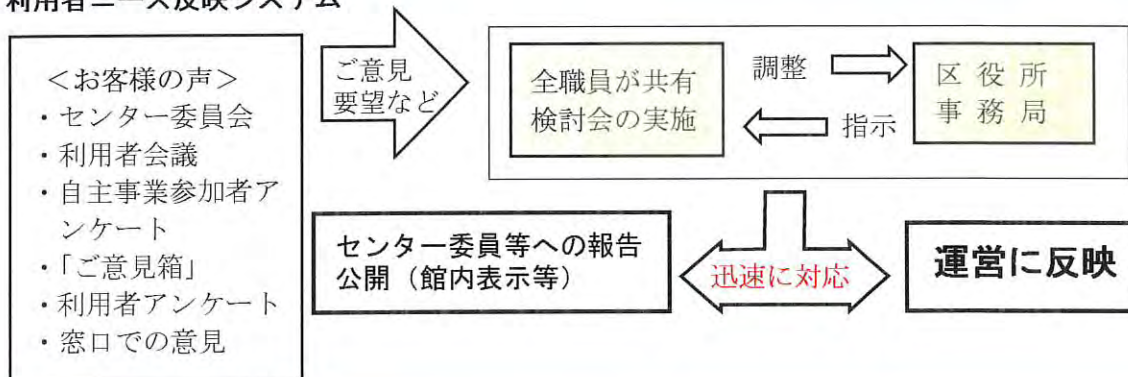 利用者ニーズ反映システム
＜お客様の声＞
・センター委員会
・利用者会議
・自主事業参加者ア
ンケート
・「ご意見箱」
・利用者アンケート
・窓口での意見
ご意見
要望など
全職員が共有
検討会の実施
調整
指示
区役所
事務局
センター委員等への報告
公開（館内表示等）
迅速に対応
運営に反映